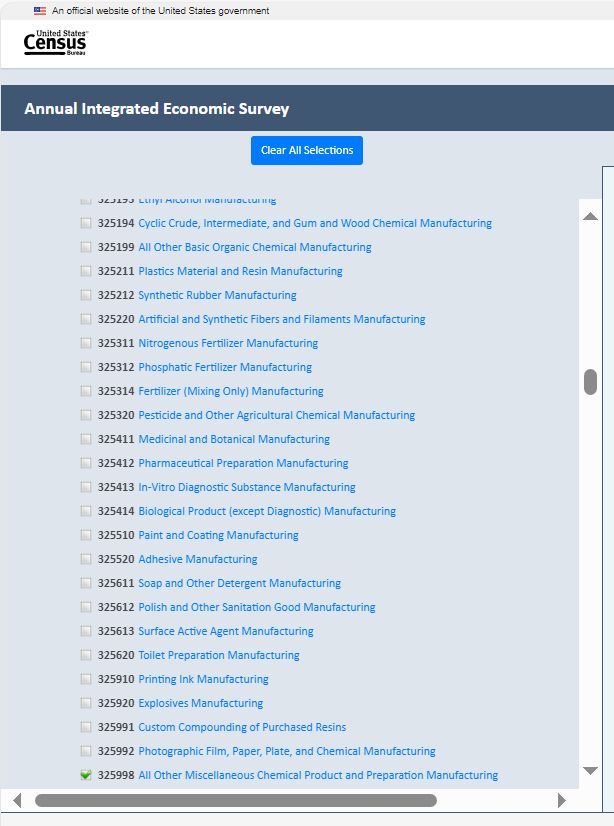 An official website of the United States government
United States®
Census
Bureau
Annual Integrated Economic Survey
Clear All Selections
325193 Ethyl Alcohol Manufacturing
325194 Cyclic Crude, Intermediate, and Gum and Wood Chemical Manufacturing
325199 All Other Basic Organic Chemical Manufacturing
325211 Plastics Material and Resin Manufacturing
325212 Synthetic Rubber Manufacturing
325220 Artificial and Synthetic Fibers and Filaments Manufacturing
325311 Nitrogenous Fertilizer Manufacturing
325312 Phosphatic Fertilizer Manufacturing
325314 Fertilizer (Mixing Only) Manufacturing
325320 Pesticide and Other Agricultural Chemical Manufacturing
325411 Medicinal and Botanical Manufacturing
325412 Pharmaceutical Preparation Manufacturing
325413 In-Vitro Diagnostic Substance Manufacturing
325414 Biological Product (except Diagnostic) Manufacturing
325510 Paint and Coating Manufacturing
325520 Adhesive Manufacturing
325611 Soap and Other Detergent Manufacturing
325612 Polish and Other Sanitation Good Manufacturing
325613 Surface Active Agent Manufacturing
325620 Toilet Preparation Manufacturing
325910 Printing Ink Manufacturing
325920 Explosives Manufacturing
325991 Custom Compounding of Purchased Resins
325992 Photographic Film, Paper, Plate, and Chemical Manufacturing
325998 All Other Miscellaneous Chemical Product and Preparation Manufacturing